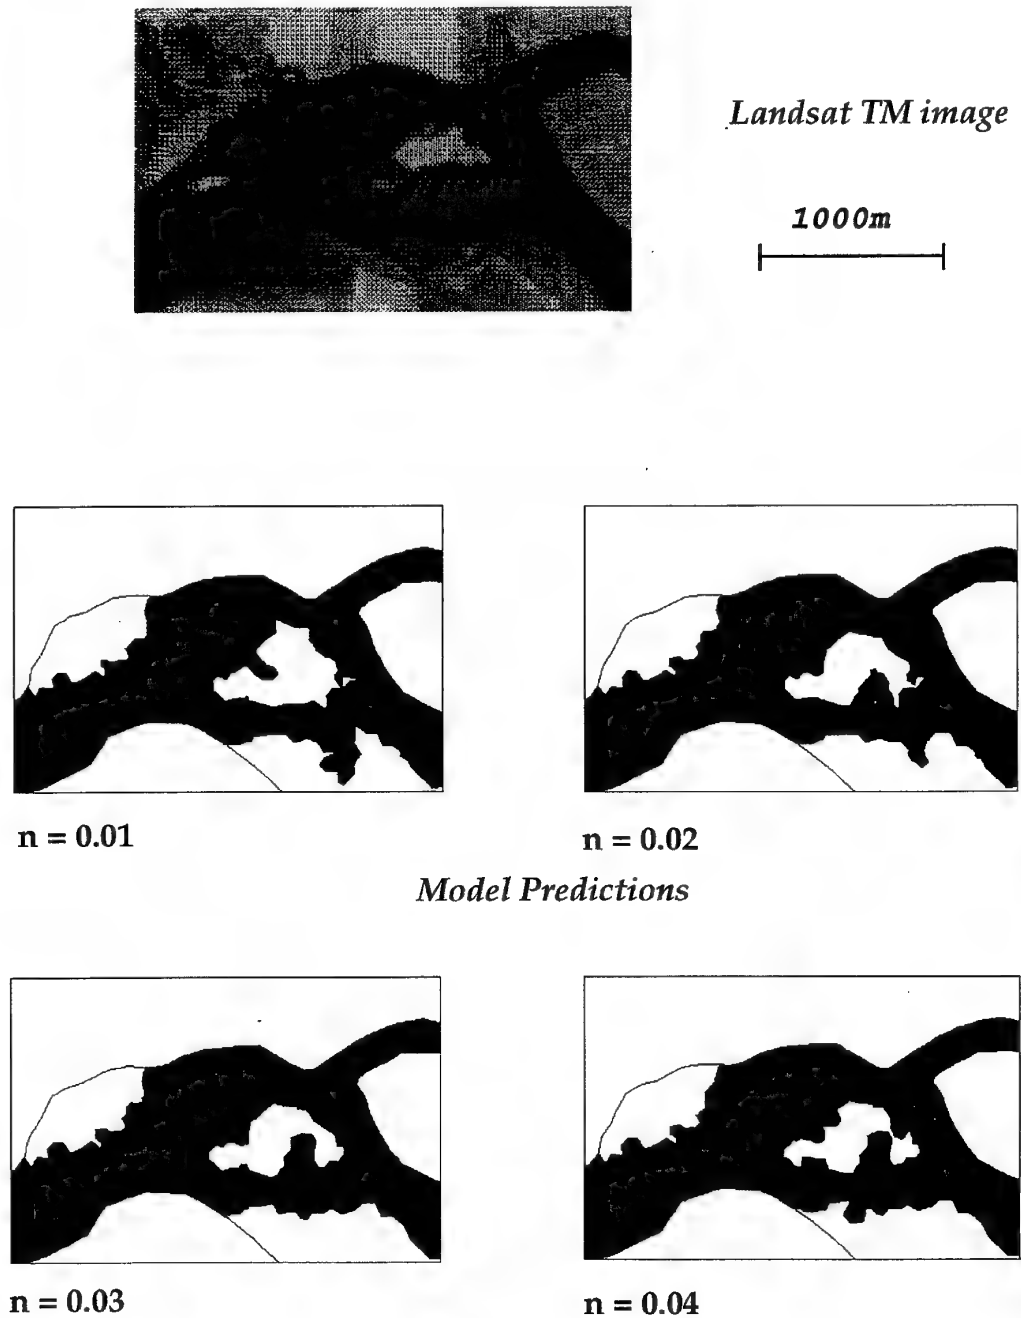 Landsat TM image
1000m
n = 0.01
n = 0.02
Model Predictions
n = 0.03
n = 0.04